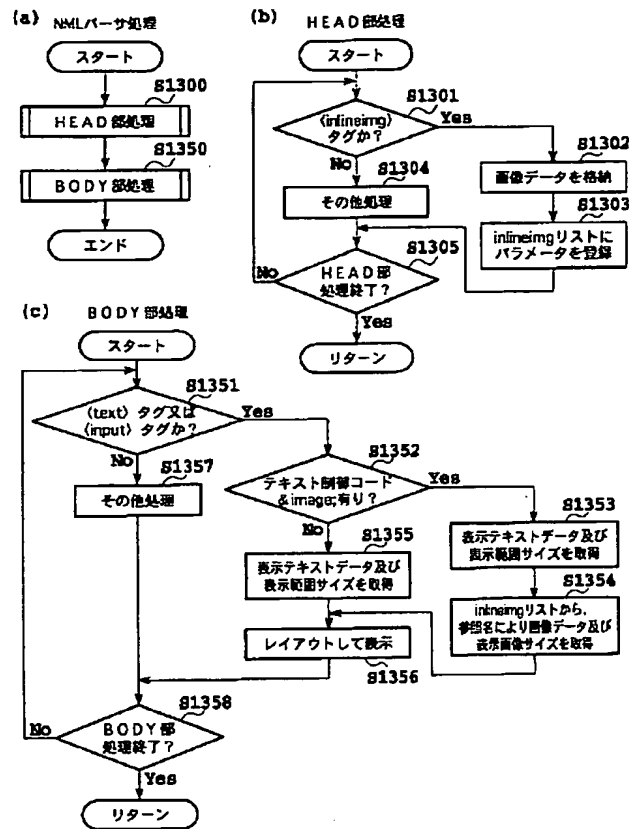 (a) NMLパーサ処理
スタート
S1300
HEAD部処理
S1350
BODY部処理
エンド
(b) HEAD部処理
スタート
S1301
〈inlineimg〉
タグか?
Yes
No
S1302
画像データを格納
S1303
inlineimgリストに
パラメータを登録
S1304
その他処理
S1305
HEAD部
処理終了?
No
Yes
リターン
(c) BODY部処理
スタート
S1351
〈text〉タグ又は
〈input〉タグか?
Yes
No
S1352
テキスト制御コード
&image;有り?
Yes
No
S1353
表示テキストデータ及び
表示範囲サイズを取得
S1354
inlineimgリストから,
参照名により画像データ及び
表示画像サイズを取得
S1355
表示テキストデータ及び
表示範囲サイズを取得
レイアウトして表示
S1356
S1357
その他処理
S1358
BODY部
処理終了?
No
Yes
リターン